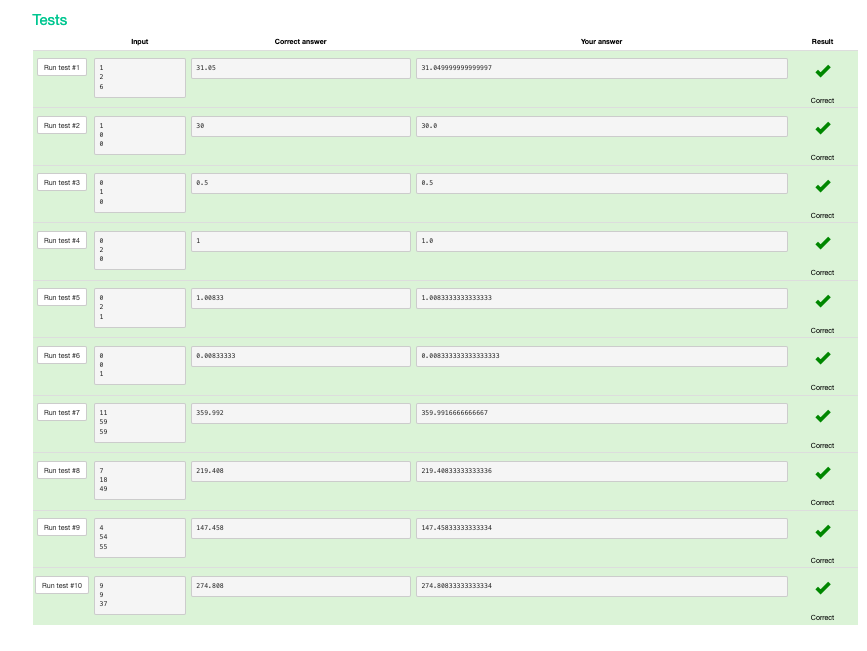 Tests
Input Correct answer Your answer Result
Run test #1 1 31.05 31.049999999999997
2
6
Correct
Run test #2 1 30 30.0
0
0
Correct
Run test #3 0 0.5 0.5
1
0
Correct
Run test #4 0 1 1.0
2
0
Correct
Run test #5 0 1.00833 1.0083333333333333
2
1
Correct
Run test #6 0 0.00833333 0.008333333333333333
0
1
Correct
Run test #7 11 359.992 359.9916666666667
59
59
Correct
Run test #8 7 219.408 219.40833333333336
18
49
Correct
Run test #9 4 147.458 147.45833333333334
54
55
Correct
Run test #10 9 274.808 274.80833333333334
9
37
Correct